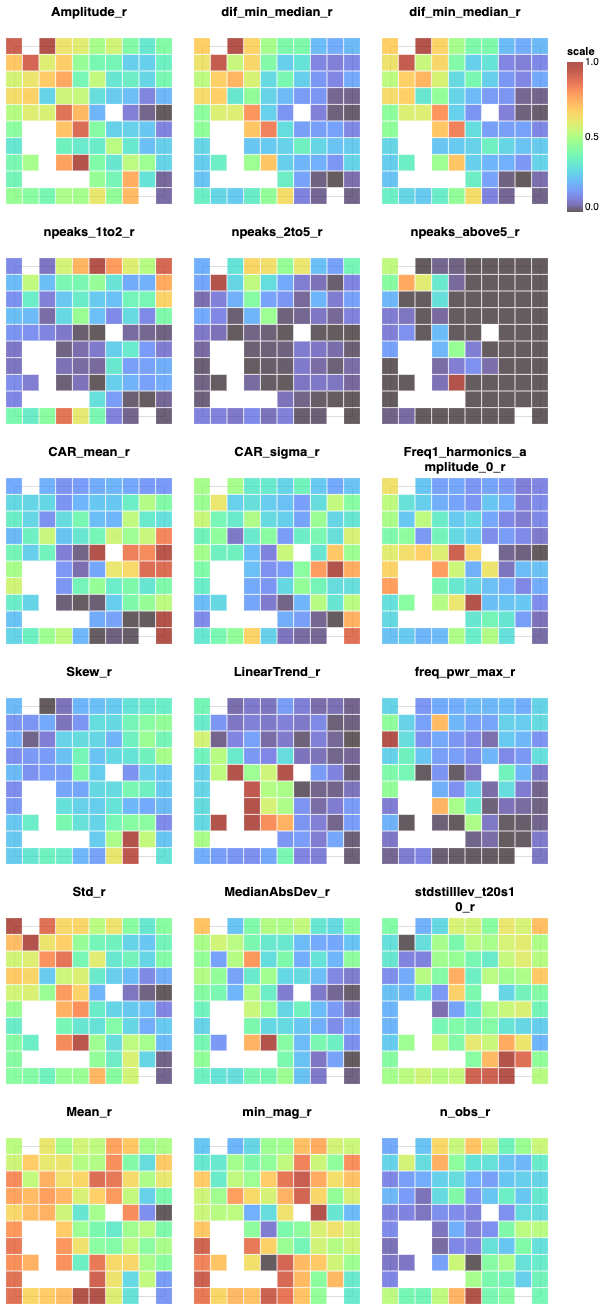 Amplitude_r dif_min_median_r dif_min_median_r
scale
1.0
0.5
0.0
npeaks_1to2_r npeaks_2to5_r npeaks_above5_r
CAR_mean_r CAR_sigma_r Freq1_harmonics_a
mplitude_0_r
Skew_r LinearTrend_r freq_pwr_max_r
Std_r MedianAbsDev_r stdstilllev_t20s1
0_r
Mean_r min_mag_r n_obs_r